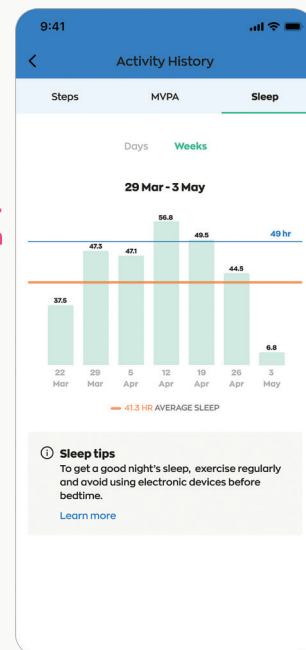 9:41
Activity History
Steps MVPA Sleep
Days Weeks
29 Mar - 3 May
56.8
49.5
49 hr
47.3
47.1
44.5
37.5
6.8
22 29 5 12 19 26 3
Mar Mar Apr Apr Apr Apr May
41.3 HR AVERAGE SLEEP
Sleep tips
To get a good night's sleep, exercise regularly
and avoid using electronic devices before
bedtime.
Learn more